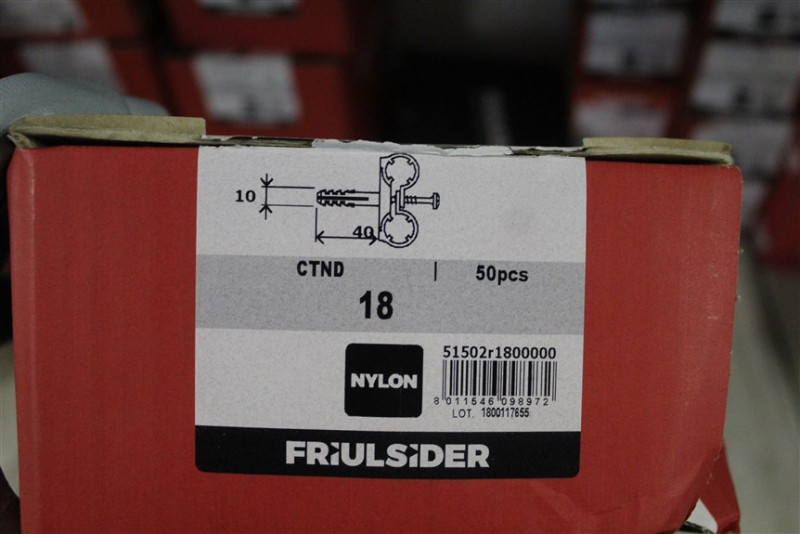 10
40
CTND | 50pcs
18
NYLON
51502r1800000
8 011546 098972
LOT. 1800117655
FRiULSiDER